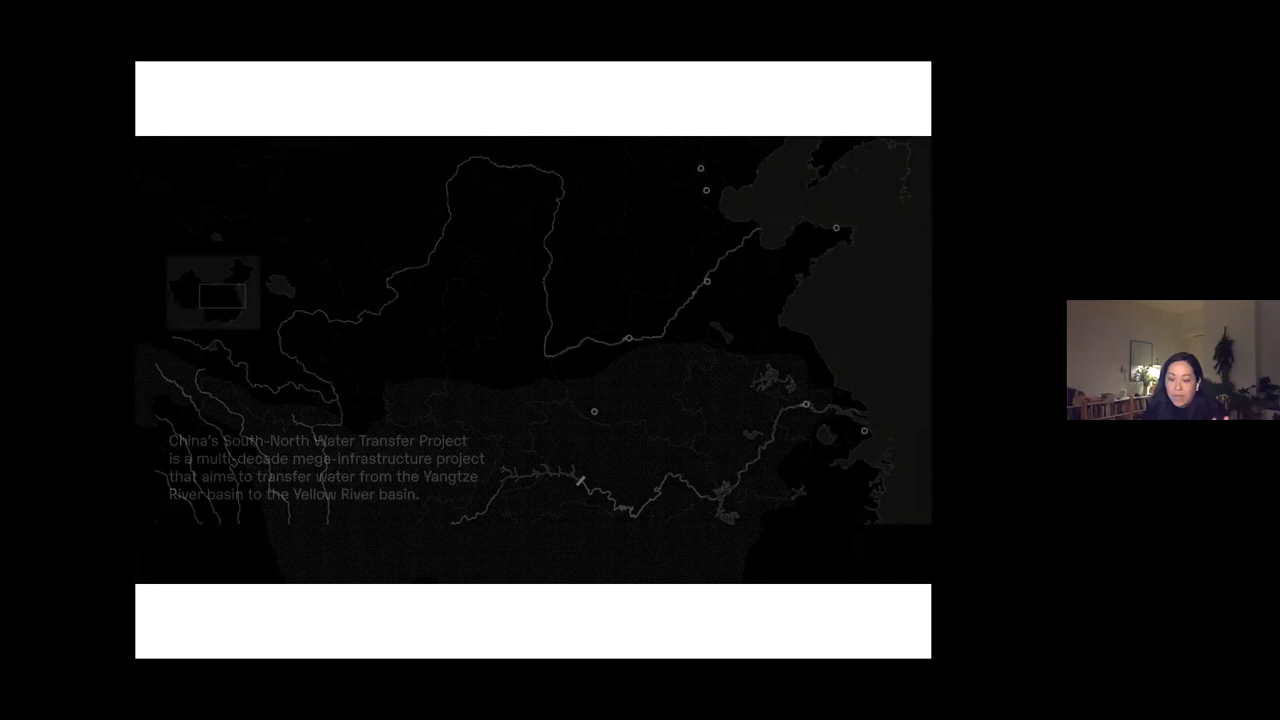 China's South-North Water Transfer Project
is a multi-decade mega-infrastructure project
that aims to transfer water from the Yangtze
River basin to the Yellow River basin.